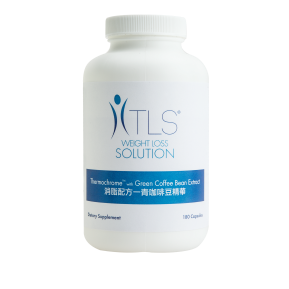 TLS®
WEIGHT LOSS
SOLUTION
Thermochrome™ with Green Coffee Bean Extract
消脂配方一青咖啡豆精華
Dietary Supplement
180 Capsules